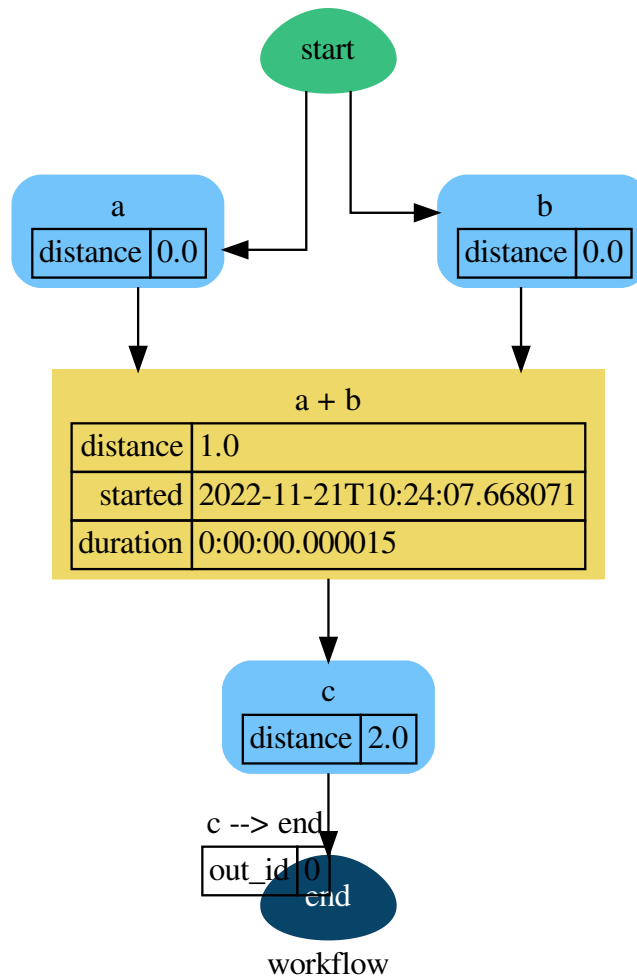 start
a
distance 0.0
b
distance 0.0
a + b
distance 1.0
started 2022-11-21T10:24:07.668071
duration 0:00:00.000015
c
distance 2.0
c --> end
out_id 0
end
workflow